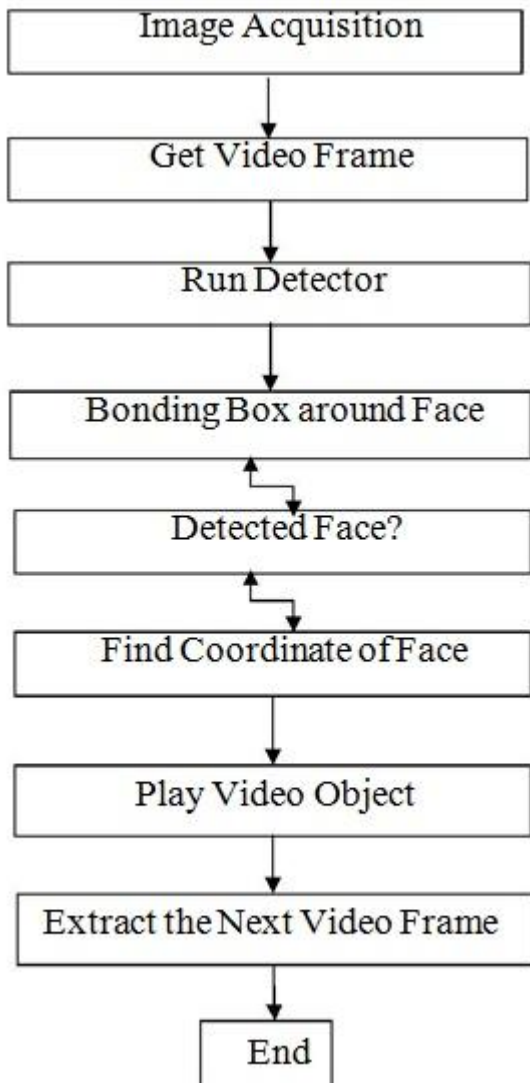 Image Acquisition
Get Video Frame
Run Detector
Bonding Box around Face
Detected Face?
Find Coordinate of Face
Play Video Object
Extract the Next Video Frame
End